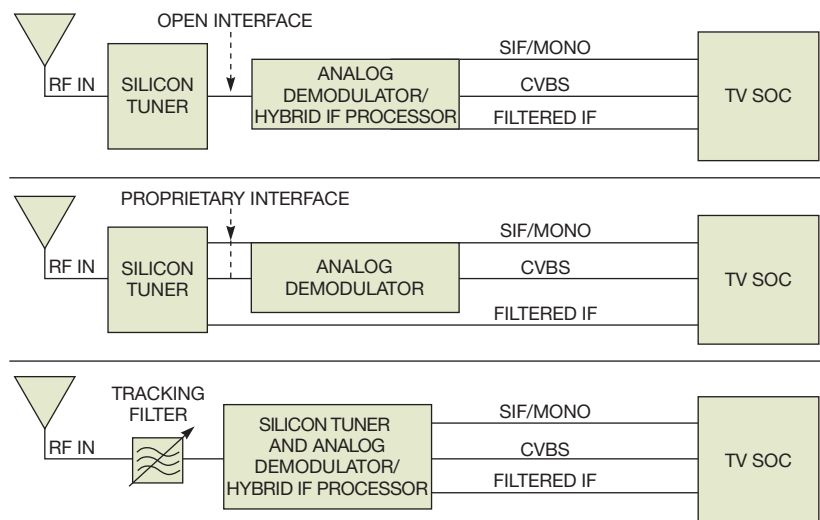 OPEN INTERFACE
RF IN
SILICON
TUNER
ANALOG
DEMODULATOR/
HYBRID IF PROCESSOR
SIF/MONO
CVBS
FILTERED IF
TV SOC
PROPRIETARY INTERFACE
RF IN
SILICON
TUNER
ANALOG
DEMODULATOR
SIF/MONO
CVBS
FILTERED IF
TV SOC
TRACKING
FILTER
RF IN
SILICON TUNER
AND ANALOG
DEMODULATOR/
HYBRID IF PROCESSOR
SIF/MONO
CVBS
FILTERED IF
TV SOC